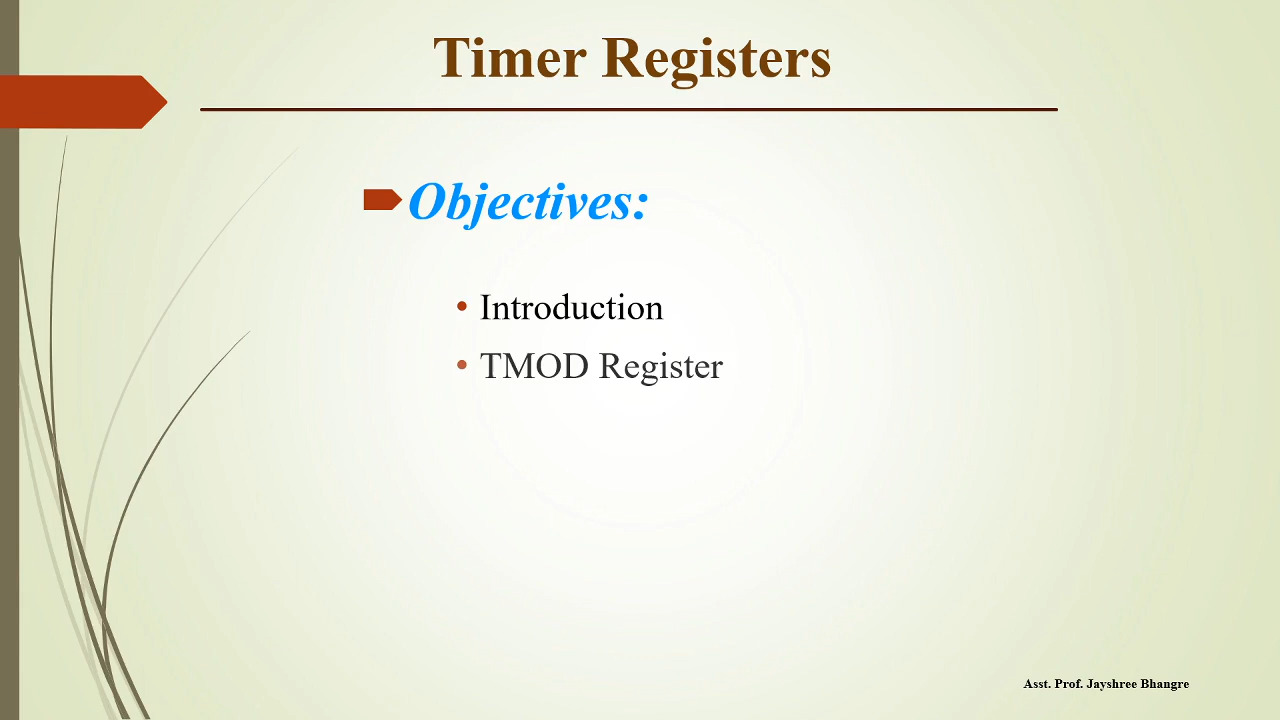 Timer Registers
Objectives:
• Introduction
• TMOD Register
Asst. Prof. Jayshree Bhangre